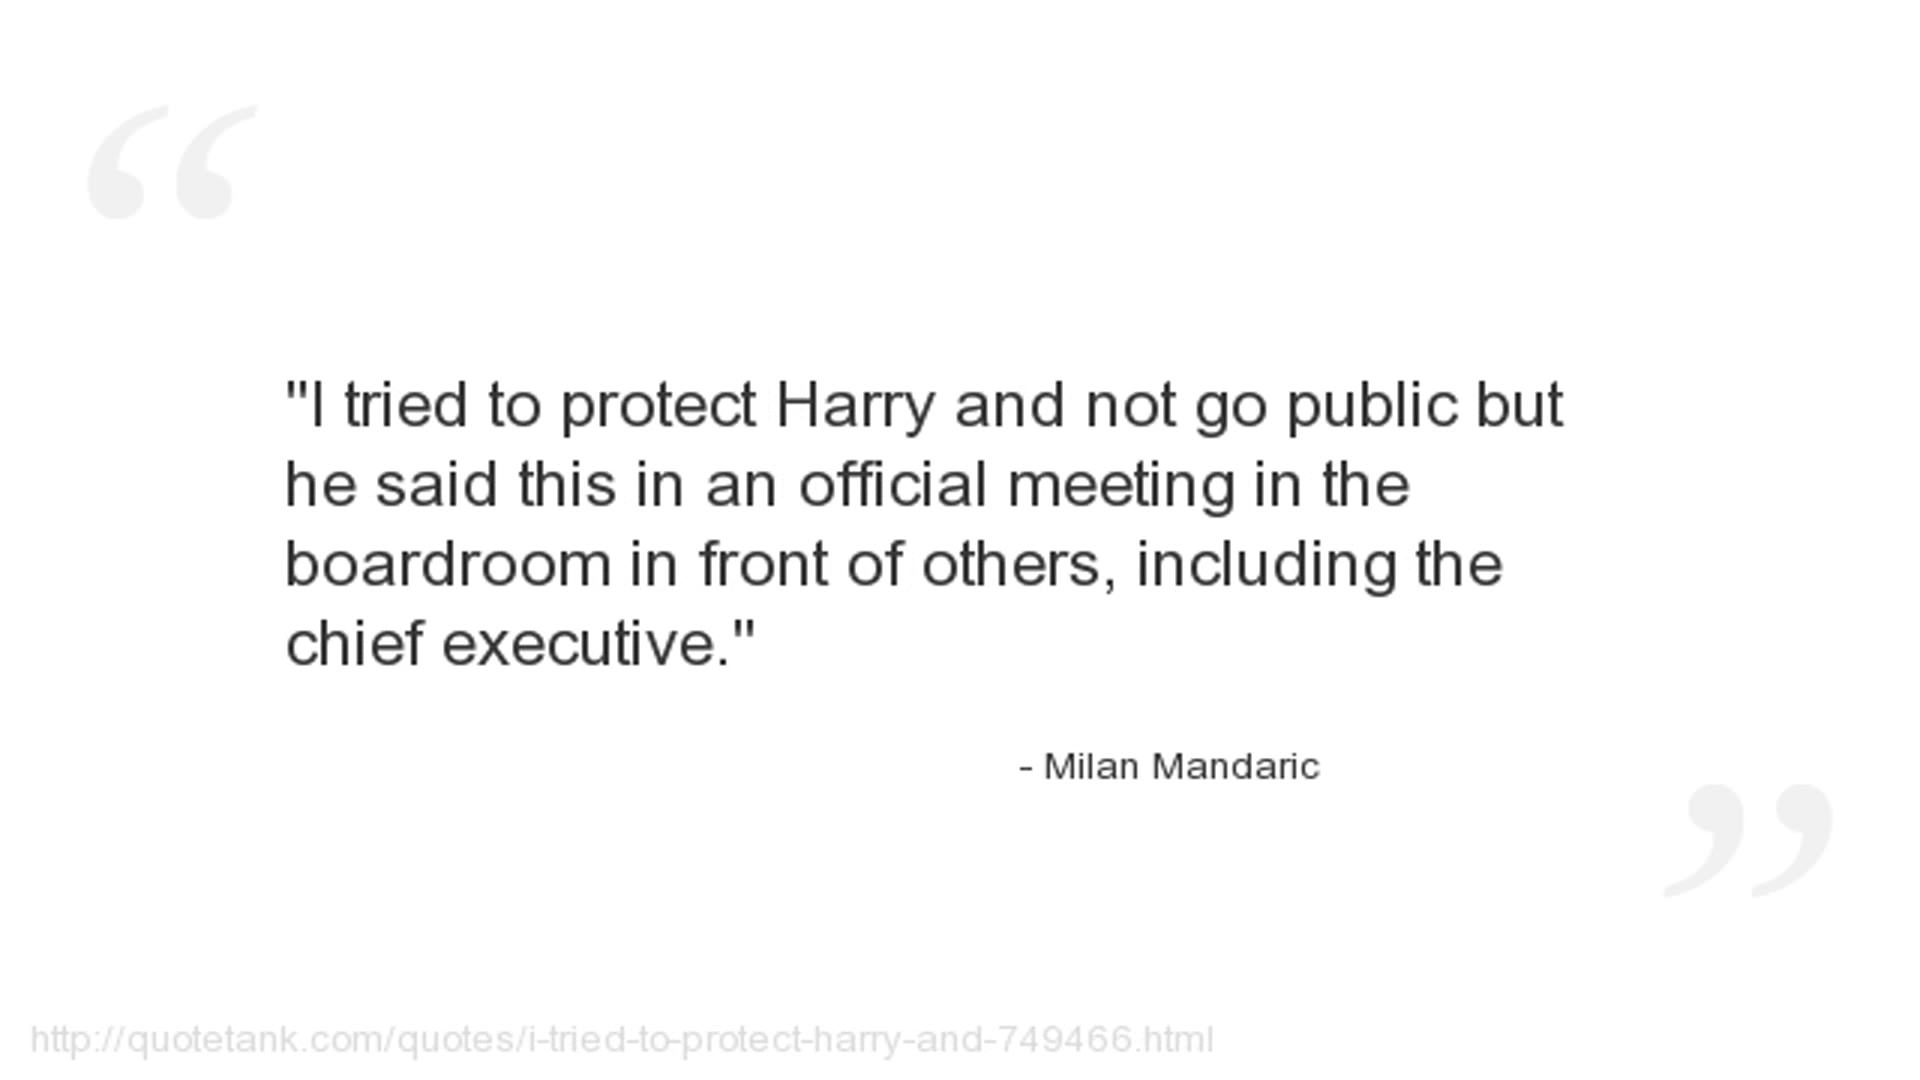 "I tried to protect Harry and not go public but
he said this in an official meeting in the
boardroom in front of others, including the
chief executive."
- Milan Mandaric
http://quotetank.com/quotes/i-tried-to-protect-harry-and-749466.html